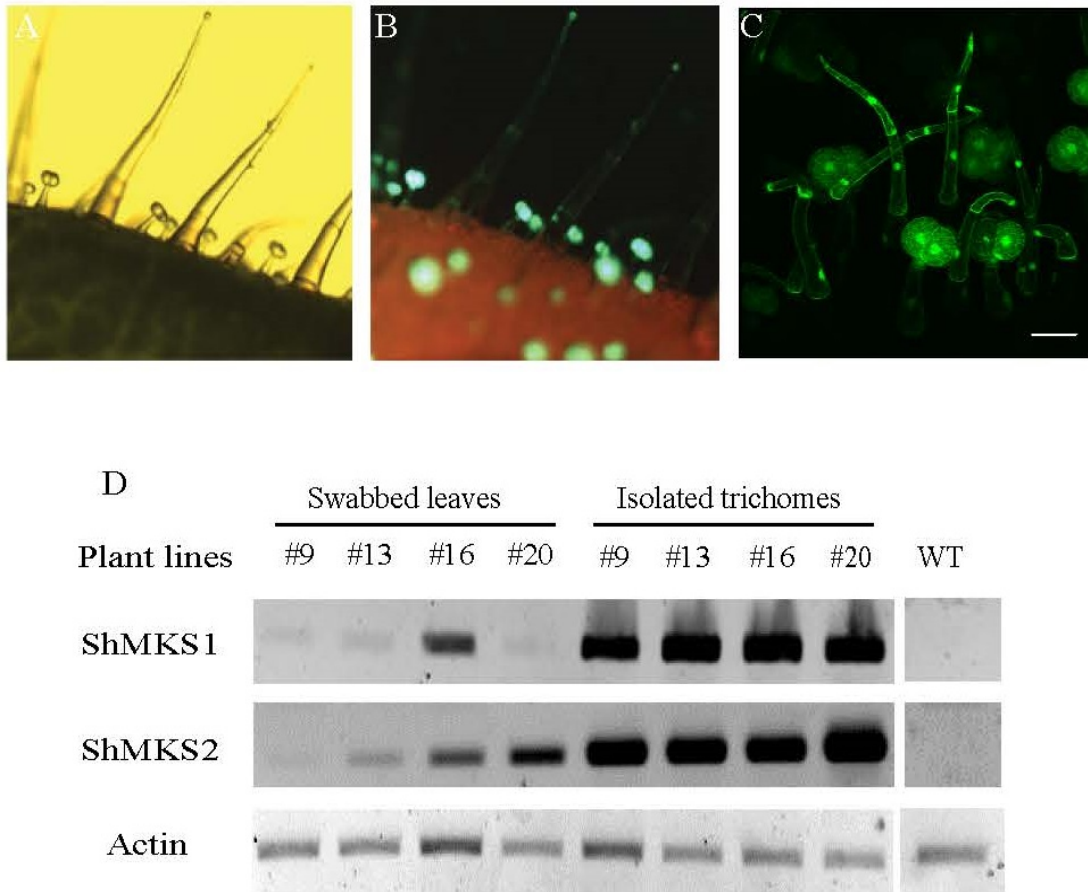 A B C
D
Swabbed leaves Isolated trichomes
Plant lines #9 #13 #16 #20 #9 #13 #16 #20 WT
ShMKS1
ShMKS2
Actin